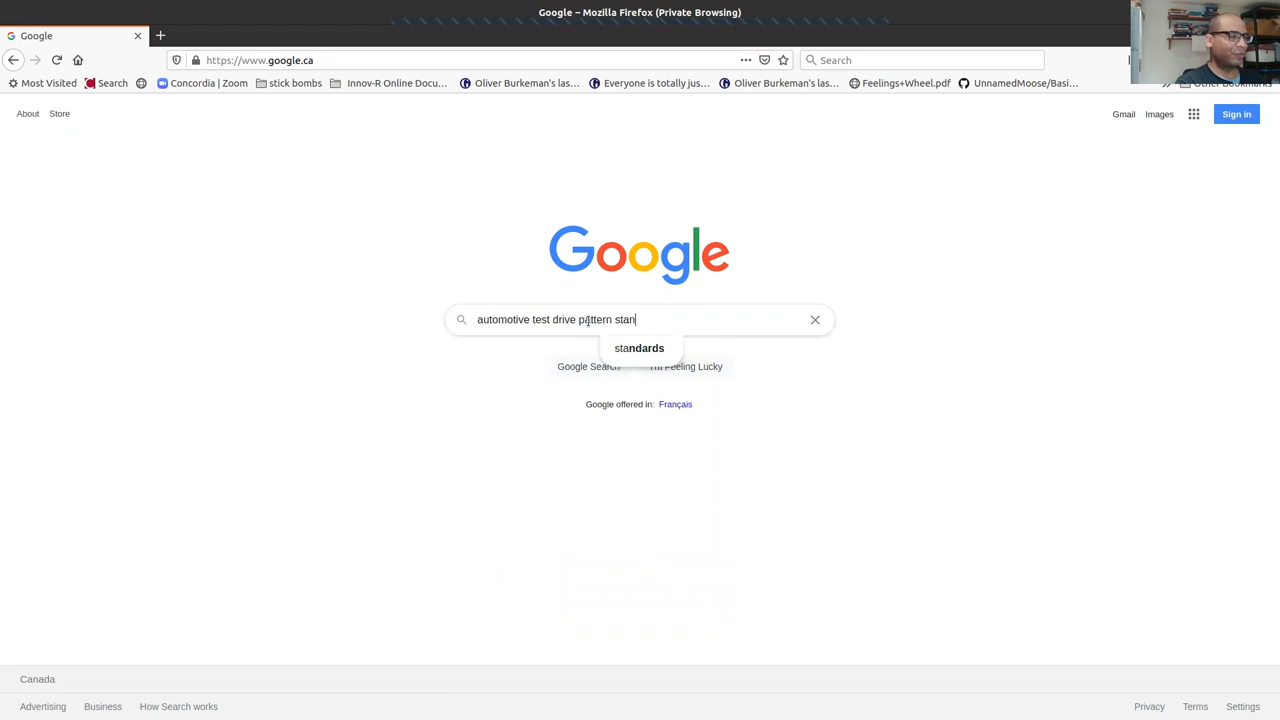 Google – Mozilla Firefox (Private Browsing)
Google
https://www.google.ca
Search
Most Visited
Search
Concordia | Zoom
stick bombs
Innov-R Online Docu…
Oliver Burkeman's las…
Everyone is totally jus…
Oliver Burkeman's las…
Feelings+Wheel.pdf
UnnamedMoose/Basi…
Other Bookmarks
About
Store
Gmail
Images
Sign in
Google
automotive test drive pattern stan
standards
Google Search
I'm Feeling Lucky
Google offered in: Français
Canada
Advertising
Business
How Search works
Privacy
Terms
Settings